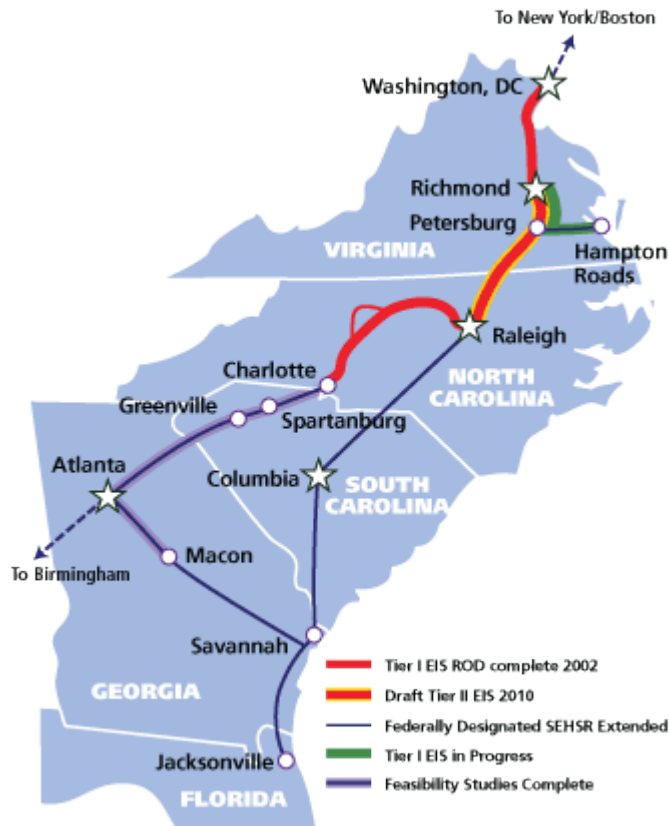 To New York/Boston
Washington, DC
Richmond
Petersburg
VIRGINIA
Hampton
Roads
Raleigh
Charlotte
NORTH
CAROLINA
Greenville
Spartanburg
Atlanta
Columbia
SOUTH
CAROLINA
Macon
To Birmingham
Savannah
GEORGIA
Jacksonville
FLORIDA
Tier I EIS ROD complete 2002
Draft Tier II EIS 2010
Federally Designated SEHSR Extended
Tier I EIS in Progress
Feasibility Studies Complete